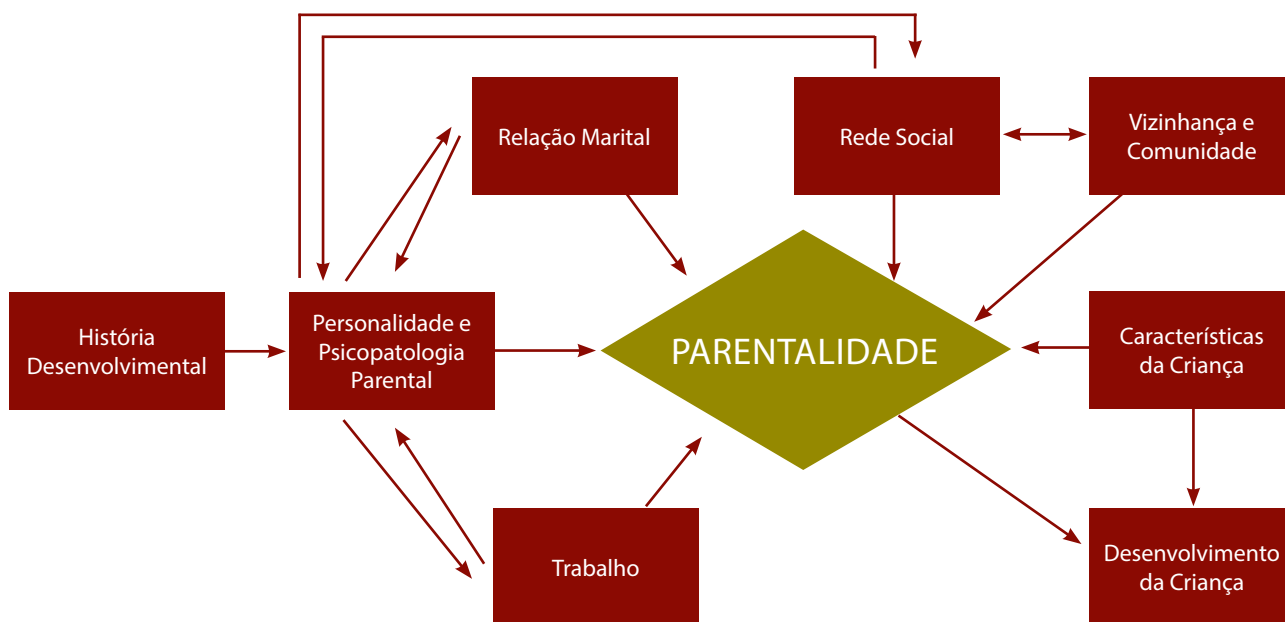 Relação Marital
Rede Social
Vizinhança e
Comunidade
História
Desenvolvimental
Personalidade e
Psicopatologia
Parental
PARENTALIDADE
Características
da Criança
Trabalho
Desenvolvimento
da Criança